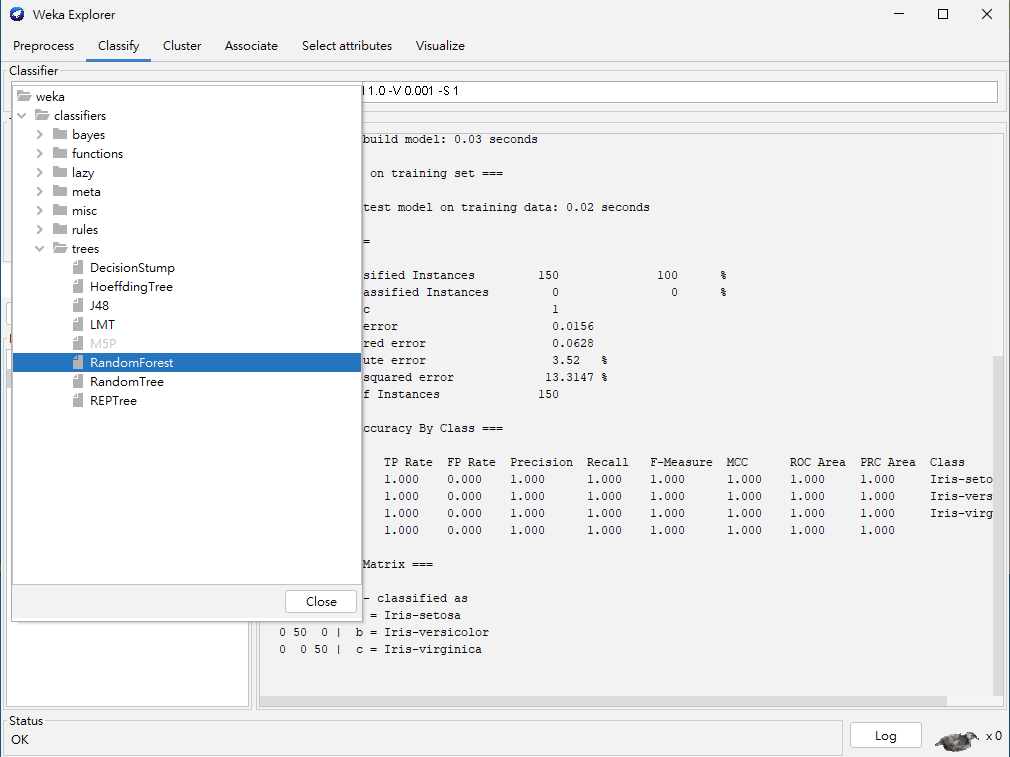 Weka Explorer
Preprocess Classify Cluster Associate Select attributes Visualize
Classifier
1.0 -V 0.001 -S 1
weka
classifiers
bayes
functions
lazy
meta
misc
rules
trees
DecisionStump
HoeffdingTree
J48
LMT
M5P
RandomForest
RandomTree
REPTree
Close
build model: 0.03 seconds
on training set ===
test model on training data: 0.02 seconds
=
sified Instances 150 100 %
assified Instances 0 0 %
c 1
error 0.0156
red error 0.0628
ute error 3.52 %
squared error 13.3147 %
f Instances 150
ccuracy By Class ===
TP Rate FP Rate Precision Recall F-Measure MCC ROC Area PRC Area Class
1.000 0.000 1.000 1.000 1.000 1.000 1.000 1.000 Iris-seto
1.000 0.000 1.000 1.000 1.000 1.000 1.000 1.000 Iris-vers
1.000 0.000 1.000 1.000 1.000 1.000 1.000 1.000 Iris-virg
1.000 0.000 1.000 1.000 1.000 1.000 1.000 1.000
Matrix ===
- classified as
= Iris-setosa
0 50 0 | b = Iris-versicolor
0 0 50 | c = Iris-virginica
Status
OK
Log
x 0